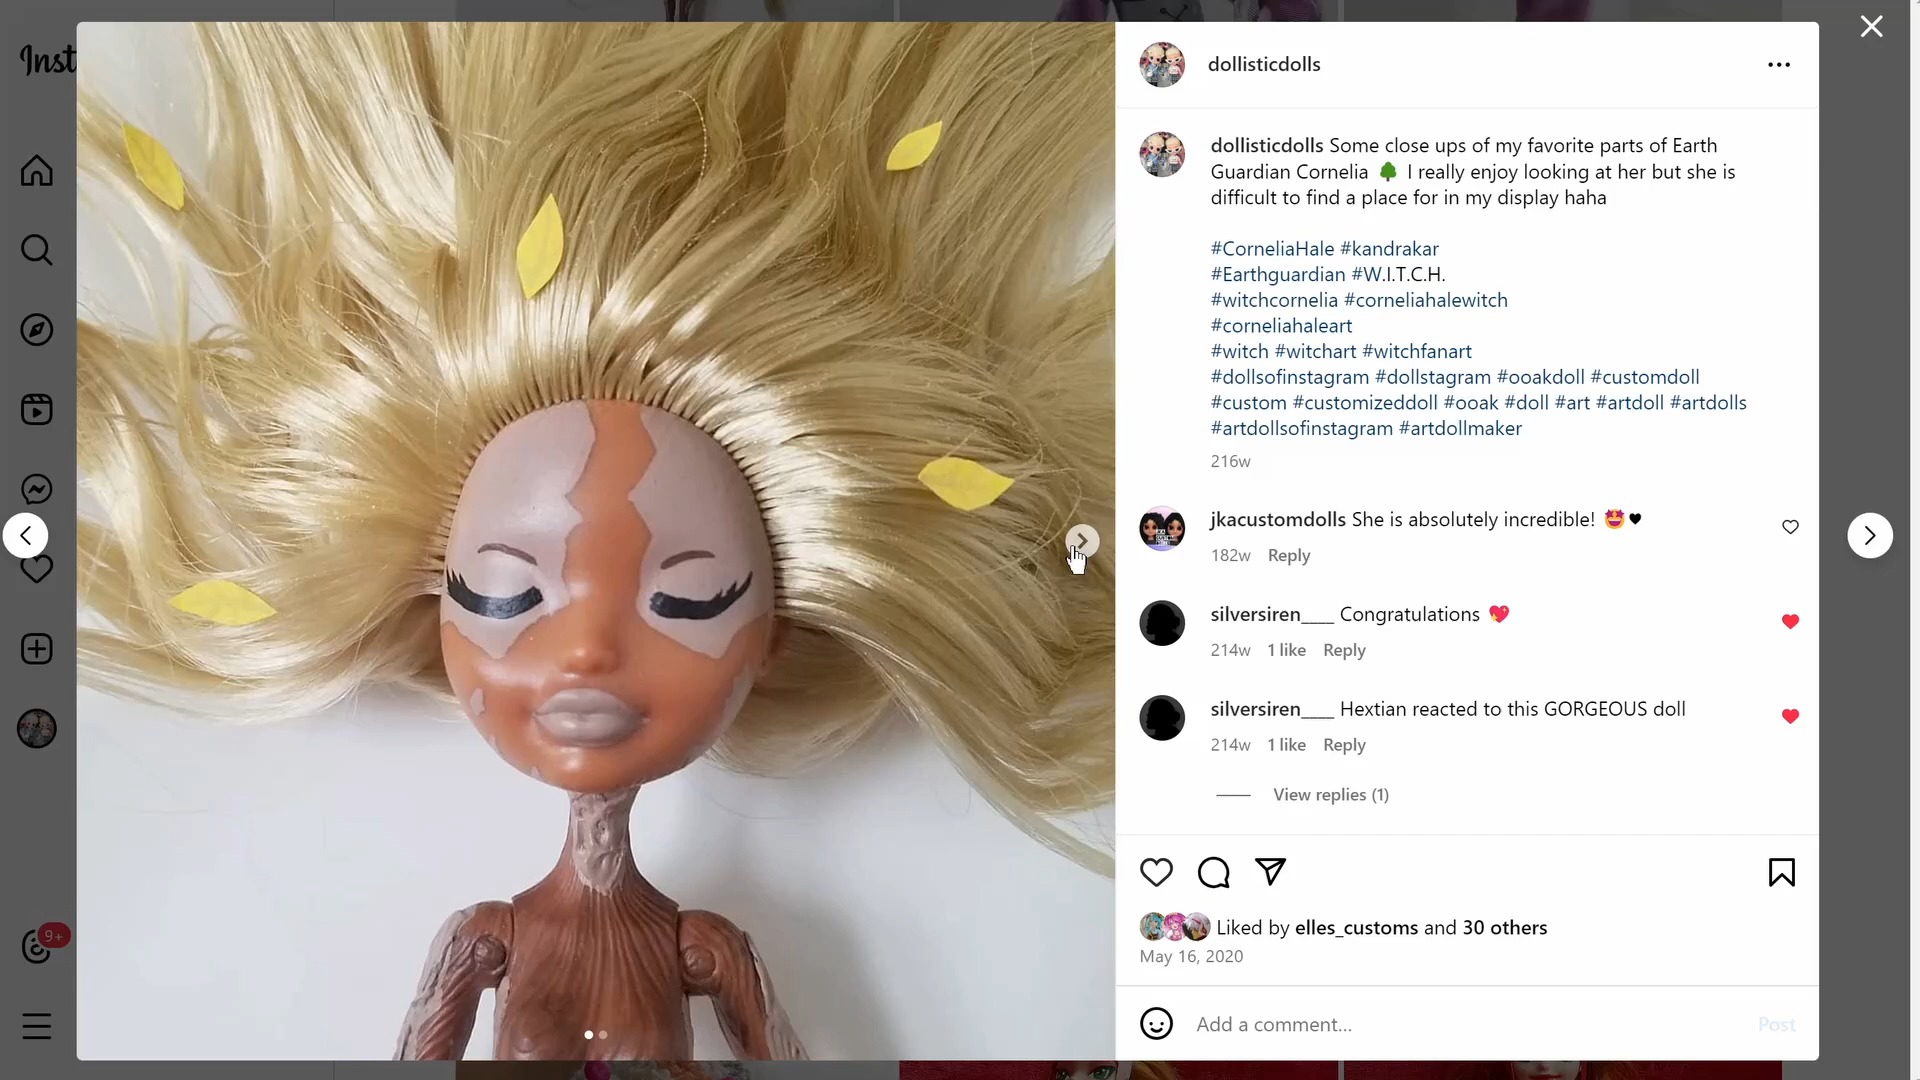 Inst
dollisticdolls
dollisticdolls Some close ups of my favorite parts of Earth
Guardian Cornelia 🌳 I really enjoy looking at her but she is
difficult to find a place for in my display haha
#CorneliaHale #kandrakar
#Earthguardian #W.I.T.C.H.
#witchcornelia #corneliahalewitch
#corneliahaleart
#witch #witchart #witchfanart
#dollsofinstagram #dollstagram #ooakdoll #customdoll
#custom #customizeddoll #ooak #doll #art #artdoll #artdolls
#artdollsofinstagram #artdollmaker
216w
jkacustomdolls She is absolutely incredible! 🤩🖤
182w Reply
silversiren____ Congratulations 💖
214w 1 like Reply
silversiren____ Hextian reacted to this GORGEOUS doll
214w 1 like Reply
View replies (1)
Liked by elles_customs and 30 others
May 16, 2020
9+
Add a comment... Post